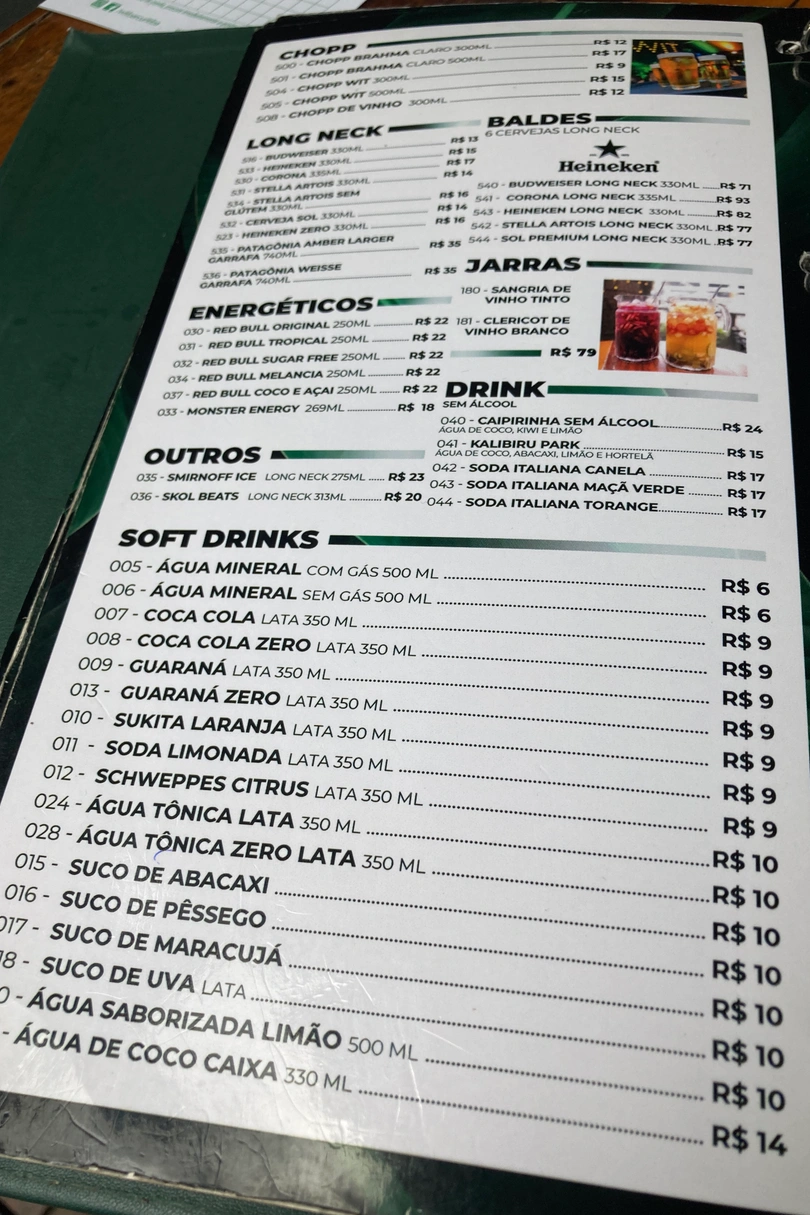 CHOPP
500 - CHOPP BRAHMA CLARO 300ML R$ 12
501 - CHOPP BRAHMA CLARO 500ML R$ 17
504 - CHOPP WIT 300ML R$ 9
505 - CHOPP WIT 500ML R$ 15
508 - CHOPP DE VINHO 300ML R$ 12
LONG NECK
516 - BUDWEISER 330ML R$ 13
533 - HEINEKEN 330ML R$ 15
530 - CORONA 335ML R$ 17
531 - STELLA ARTOIS 330ML R$ 14
534 - STELLA ARTOIS SEM
GLÚTEM 330ML R$ 16
532 - CERVEJA SOL 330ML R$ 14
523 - HEINEKEN ZERO 330ML R$ 16
535 - PATAGÔNIA AMBER LARGER
GARRAFA 740ML R$ 35
536 - PATAGÔNIA WEISSE
GARRAFA 740ML R$ 35
BALDES
6 CERVEJAS LONG NECK
Heineken
540 - BUDWEISER LONG NECK 330ML ......R$ 71
541 - CORONA LONG NECK 335ML ..........R$ 93
543 - HEINEKEN LONG NECK 330ML .......R$ 82
542 - STELLA ARTOIS LONG NECK 330ML..R$ 77
544 - SOL PREMIUM LONG NECK 330ML..R$ 77
JARRAS
180 - SANGRIA DE
VINHO TINTO
181 - CLERICOT DE
VINHO BRANCO
R$ 79
ENERGÉTICOS
030 - RED BULL ORIGINAL 250ML ........... R$ 22
031 - RED BULL TROPICAL 250ML ........... R$ 22
032 - RED BULL SUGAR FREE 250ML ....... R$ 22
034 - RED BULL MELANCIA 250ML .......... R$ 22
037 - RED BULL COCO E AÇAI 250ML ...... R$ 22
033 - MONSTER ENERGY 269ML ............... R$ 18
DRINK
SEM ÁLCOOL
040 - CAIPIRINHA SEM ÁLCOOL....................R$ 24
ÁGUA DE COCO, KIWI E LIMÃO
041 - KALIBIRU PARK ............................................ R$ 15
ÁGUA DE COCO, ABACAXI, LIMÃO E HORTELÃ
042 - SODA ITALIANA CANELA ...................... R$ 17
043 - SODA ITALIANA MAÇÃ VERDE .......... R$ 17
044 - SODA ITALIANA TORANGE.................... R$ 17
OUTROS
035 - SMIRNOFF ICE LONG NECK 275ML ..... R$ 23
036 - SKOL BEATS LONG NECK 313ML .......... R$ 20
SOFT DRINKS
005 - ÁGUA MINERAL COM GÁS 500 ML ........ R$ 6
006 - ÁGUA MINERAL SEM GÁS 500 ML ........ R$ 6
007 - COCA COLA LATA 350 ML ........ R$ 9
008 - COCA COLA ZERO LATA 350 ML ........ R$ 9
009 - GUARANÁ LATA 350 ML ........ R$ 9
013 - GUARANÁ ZERO LATA 350 ML ........ R$ 9
010 - SUKITA LARANJA LATA 350 ML ........ R$ 9
011 - SODA LIMONADA LATA 350 ML ........ R$ 9
012 - SCHWEPPES CITRUS LATA 350 ML ........ R$ 9
024 - ÁGUA TÔNICA LATA 350 ML ........ R$ 10
028 - ÁGUA TÔNICA ZERO LATA 350 ML ........ R$ 10
015 - SUCO DE ABACAXI ........ R$ 10
016 - SUCO DE PÊSSEGO ........ R$ 10
017 - SUCO DE MARACUJÁ ........ R$ 10
18 - SUCO DE UVA LATA ........ R$ 10
0 - ÁGUA SABORIZADA LIMÃO 500 ML ........ R$ 10
- ÁGUA DE COCO CAIXA 330 ML ........ R$ 14